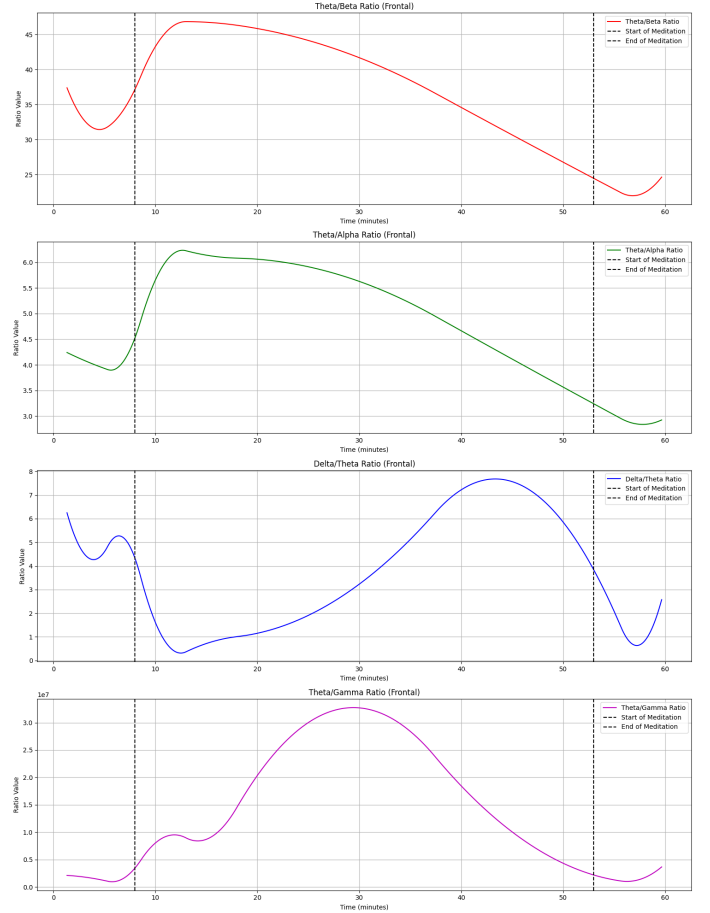 Theta/Beta Ratio (Frontal)
Theta/Beta Ratio
Start of Meditation
End of Meditation
45
40
35
30
25
Ratio Value
0 10 20 30 40 50 60
Time (minutes)
Theta/Alpha Ratio (Frontal)
Theta/Alpha Ratio
Start of Meditation
End of Meditation
6.0
5.5
5.0
4.5
4.0
3.5
3.0
Ratio Value
0 10 20 30 40 50 60
Time (minutes)
Delta/Theta Ratio (Frontal)
Delta/Theta Ratio
Start of Meditation
End of Meditation
8
7
6
5
4
3
2
1
0
Ratio Value
0 10 20 30 40 50 60
Time (minutes)
Theta/Gamma Ratio (Frontal)
1e7
Theta/Gamma Ratio
Start of Meditation
End of Meditation
3.0
2.5
2.0
1.5
1.0
0.5
0.0
Ratio Value
0 10 20 30 40 50 60
Time (minutes)